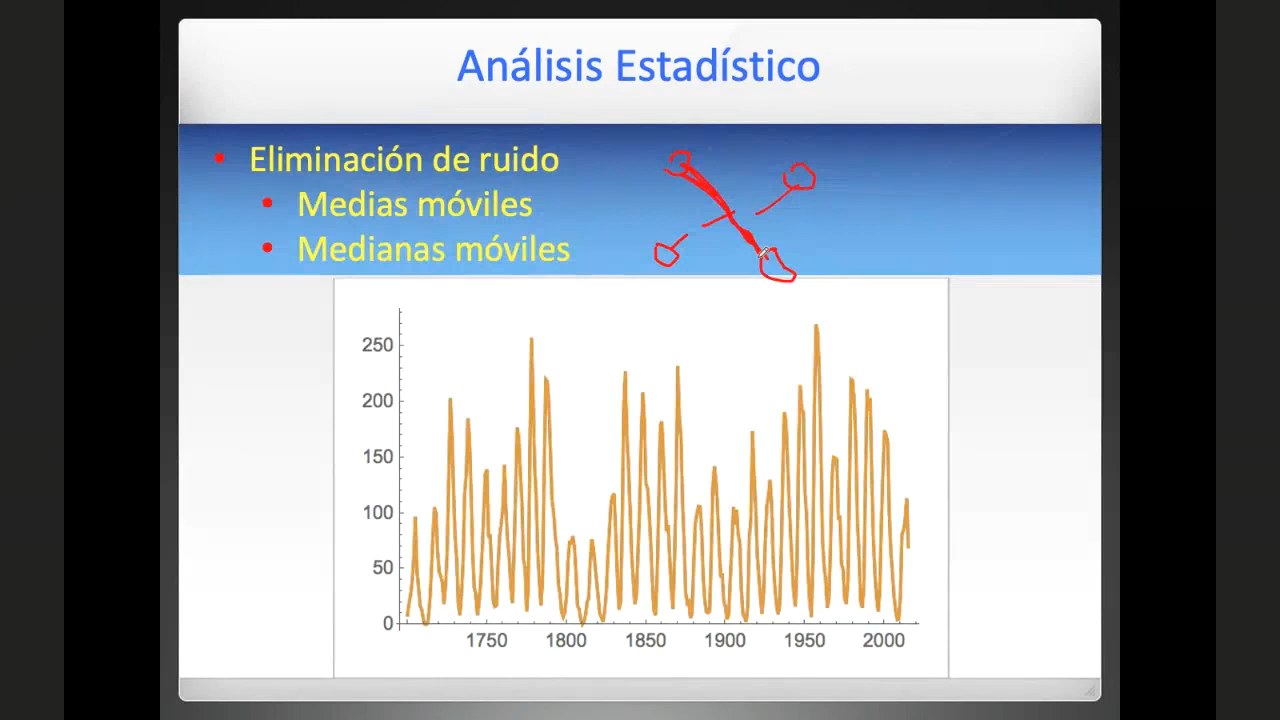 Análisis Estadístico
• Eliminación de ruido
• Medias móviles
• Medianas móviles
250
200
150
100
50
0
1750 1800 1850 1900 1950 2000